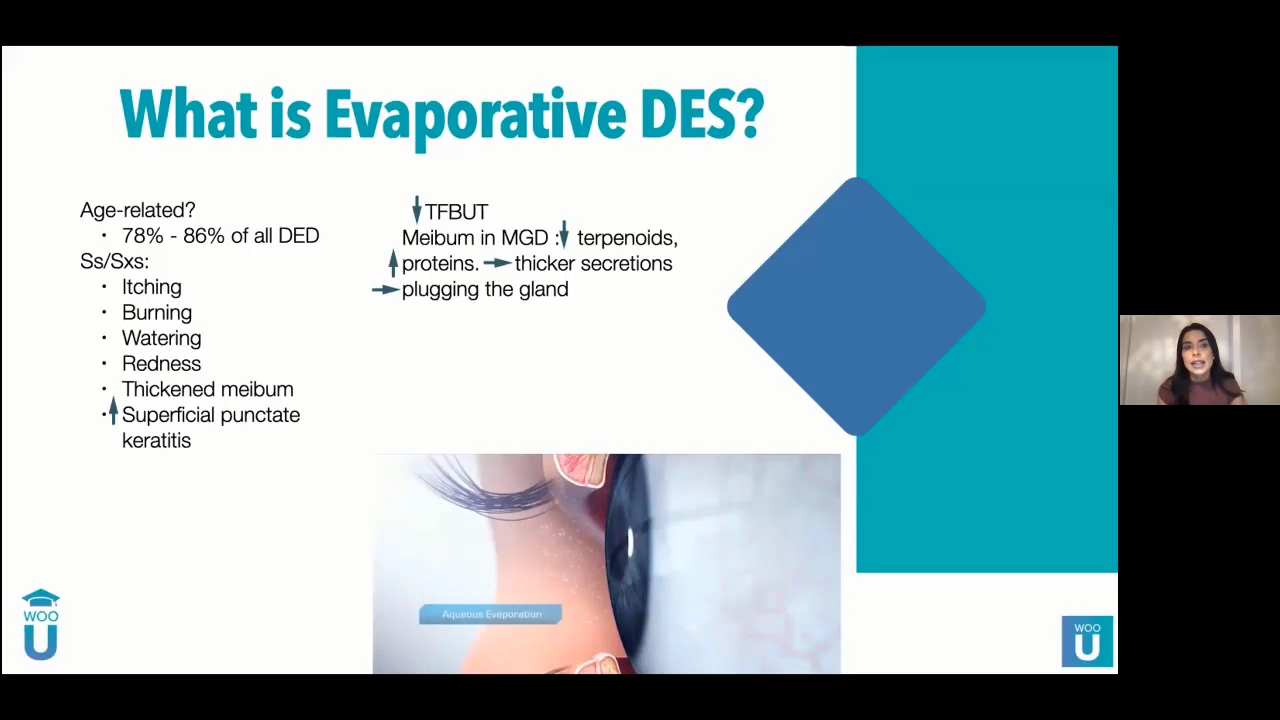 What is Evaporative DES?
Age-related?
• 78% - 86% of all DED
Ss/Sxs:
• Itching
• Burning
• Watering
• Redness
• Thickened meibum
• ↑ Superficial punctate
keratitis
↓ TFBUT
Meibum in MGD : ↓ terpenoids,
↑ proteins. → thicker secretions
→ plugging the gland
Aqueous Evaporation
WOO
U
WOO
U